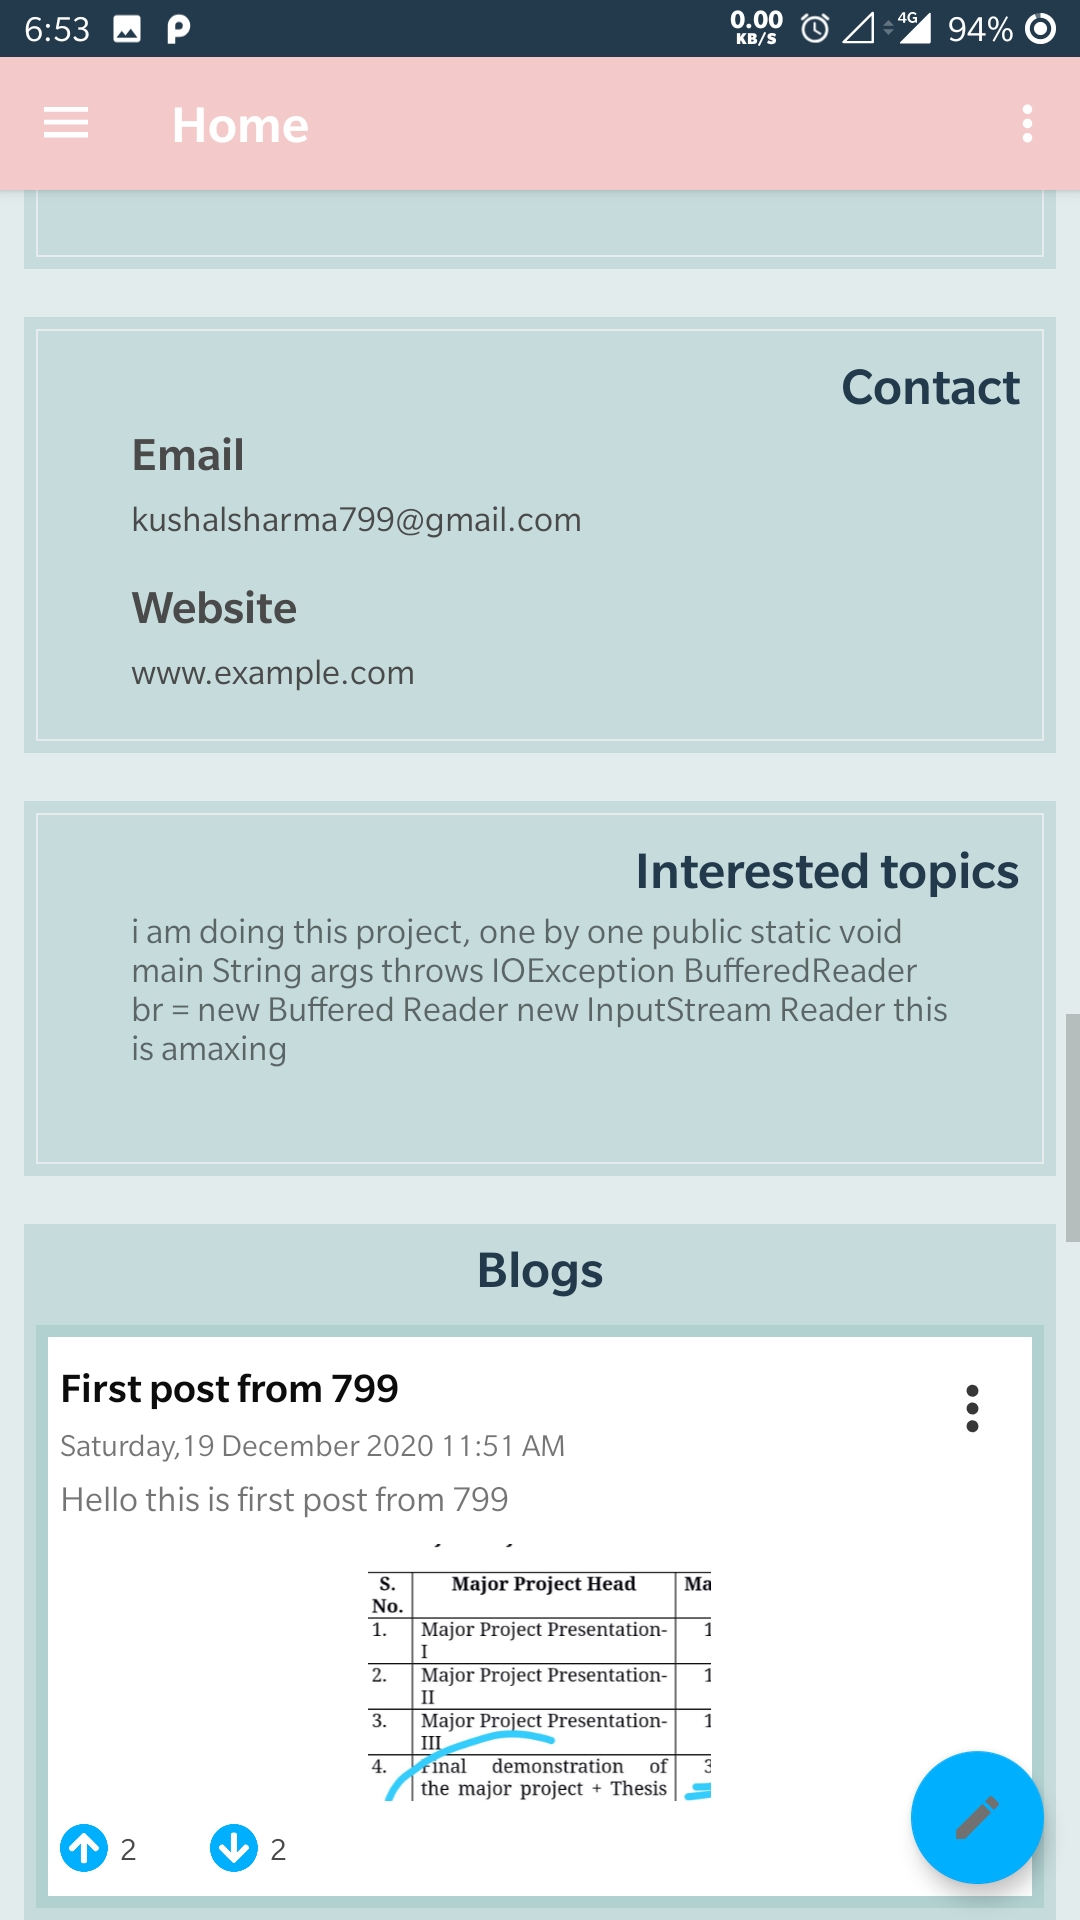 6:53
0.00
KB/S
4G
94%
Home
Contact
Email
kushalsharma799@gmail.com
Website
www.example.com
Interested topics
i am doing this project, one by one public static void
main String args throws IOException BufferedReader
br = new Buffered Reader new InputStream Reader this
is amaxing
Blogs
First post from 799
Saturday,19 December 2020 11:51 AM
Hello this is first post from 799
S. Major Project Head Ma
No.
1. Major Project Presentation- 1
I
2. Major Project Presentation- 1
II
3. Major Project Presentation- 1
III
4. Final demonstration of 3
the major project + Thesis
2 2